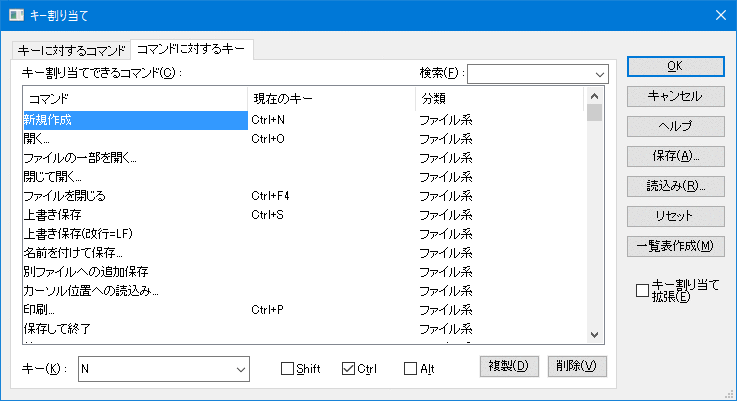 キー割り当て
キーに対するコマンド コマンドに対するキー
キー割り当てできるコマンド(C): 検索(F):
コマンド 現在のキー 分類
新規作成 Ctrl+N ファイル系
開く... Ctrl+O ファイル系
ファイルの一部を開く... ファイル系
閉じて開く... ファイル系
ファイルを閉じる Ctrl+F4 ファイル系
上書き保存 Ctrl+S ファイル系
上書き保存(改行=LF) ファイル系
名前を付けて保存... ファイル系
別ファイルへの追加保存 ファイル系
カーソル位置への読込み... ファイル系
印刷... Ctrl+P ファイル系
保存して終了 ファイル系
キー(K): N Shift Ctrl Alt 複製(D) 削除(V)
OK
キャンセル
ヘルプ
保存(A)...
読込み(R)...
リセット
一覧表作成(M)
キー割り当て
拡張(E)